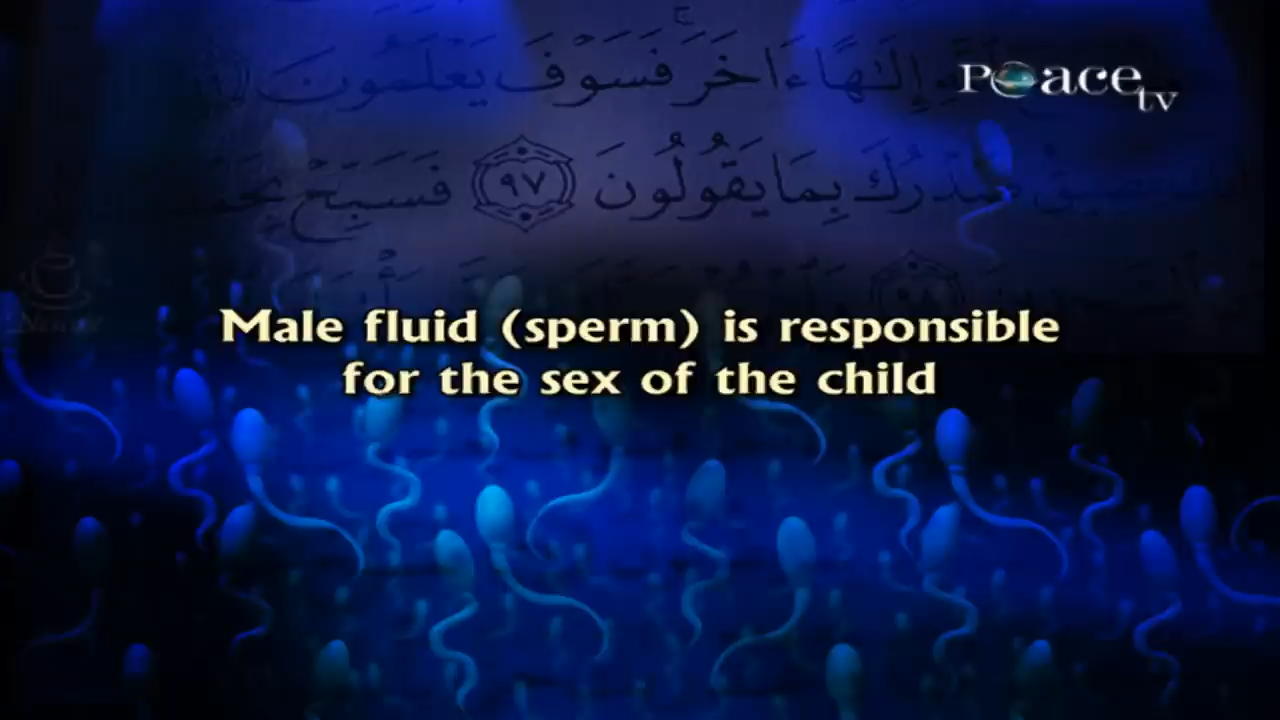 إِلَـٰهًا ءَاخَرَ فَسَوْفَ يَعْلَمُونَ
Peace tv
صَدْرُكَ بِمَا يَقُولُونَ ٩٧ فَسَبِّحْ
Male fluid (sperm) is responsible
for the sex of the child